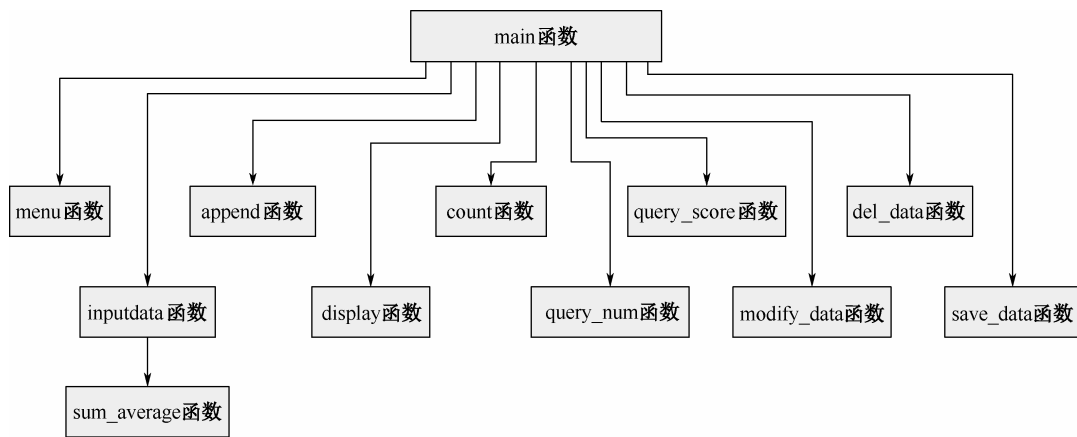 main函数
menu函数
append函数
count函数
query_score函数
del_data函数
inputdata函数
display函数
query_num函数
modify_data函数
save_data函数
sum_average函数